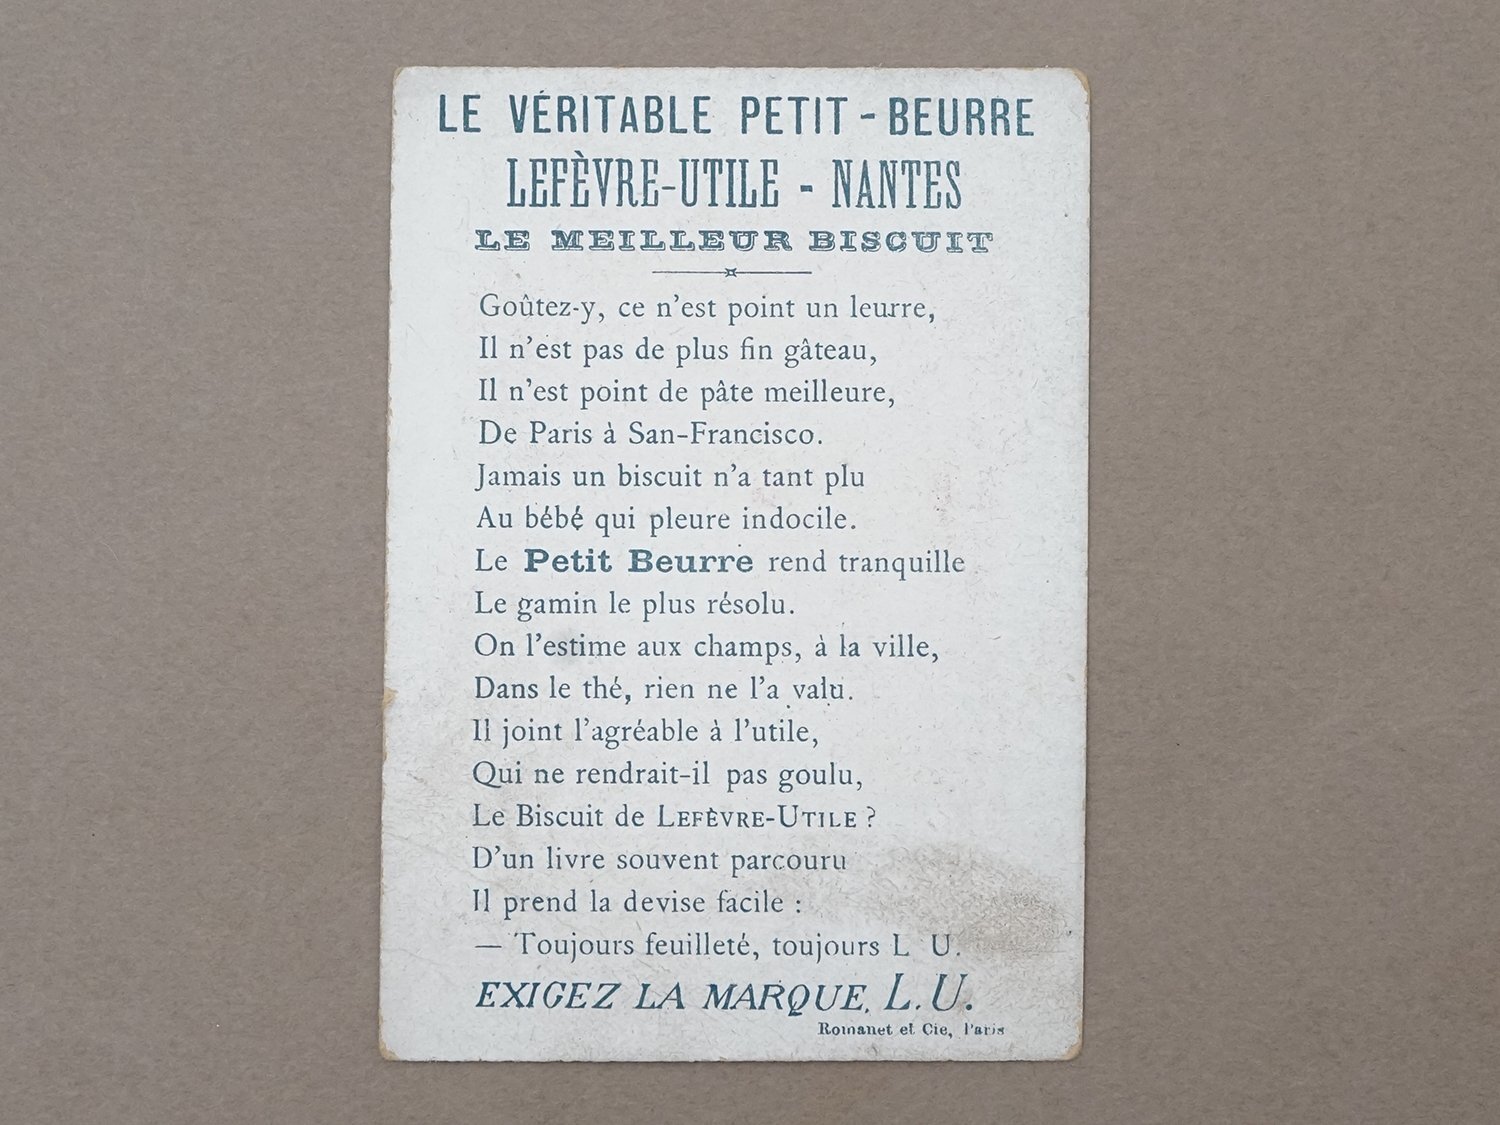 LE VÉRITABLE PETIT-BEURRE
LEFÈVRE-UTILE - NANTES
LE MEILLEUR BISCUIT
Goûtez-y, ce n'est point un leurre,
Il n'est pas de plus fin gâteau,
Il n'est point de pâte meilleure,
De Paris à San-Francisco.
Jamais un biscuit n'a tant plu
Au bébé qui pleure indocile.
Le Petit Beurre rend tranquille
Le gamin le plus résolu.
On l'estime aux champs, à la ville,
Dans le thé, rien ne l'a valu.
Il joint l'agréable à l'utile,
Qui ne rendrait-il pas goulu,
Le Biscuit de LEFÈVRE-UTILE ?
D'un livre souvent parcouru
Il prend la devise facile :
— Toujours feuilleté, toujours L U.
EXIGEZ LA MARQUE, L.U.
Romanet et Cie, Paris